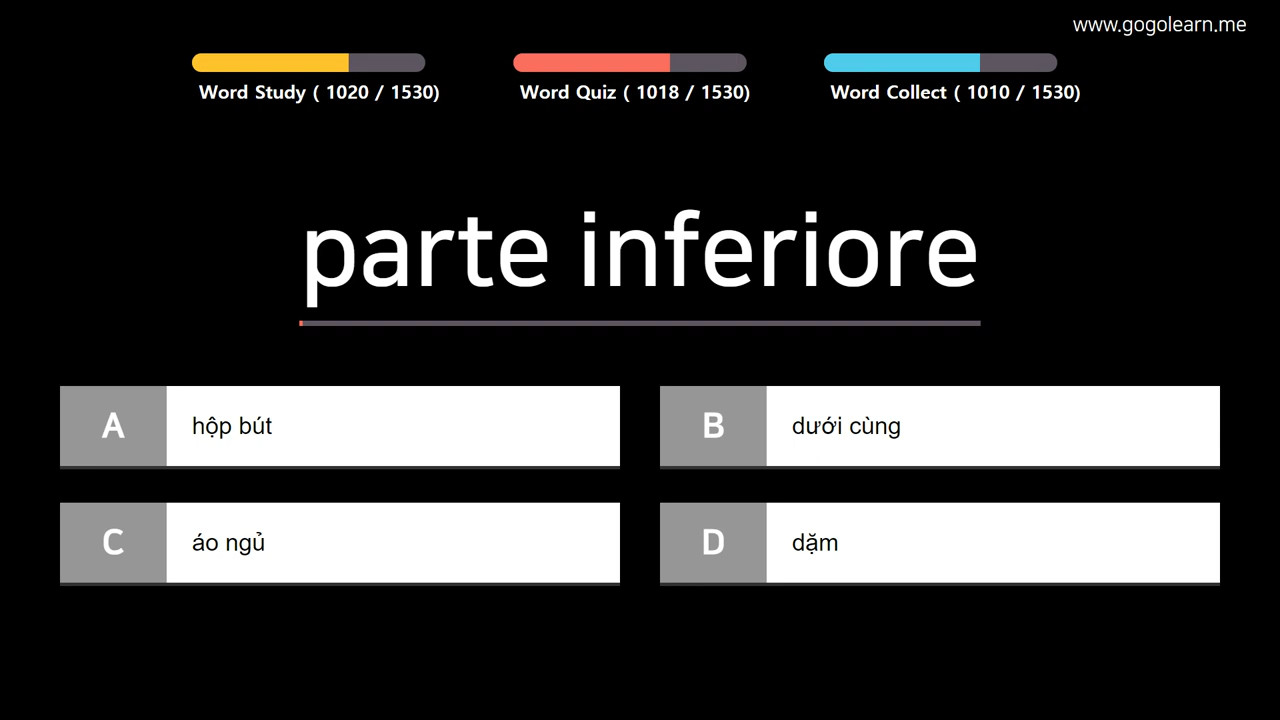 www.gogolearn.me
Word Study ( 1020 / 1530)
Word Quiz ( 1018 / 1530)
Word Collect ( 1010 / 1530)
parte inferiore
A hộp bút
B dưới cùng
C áo ngủ
D dặm